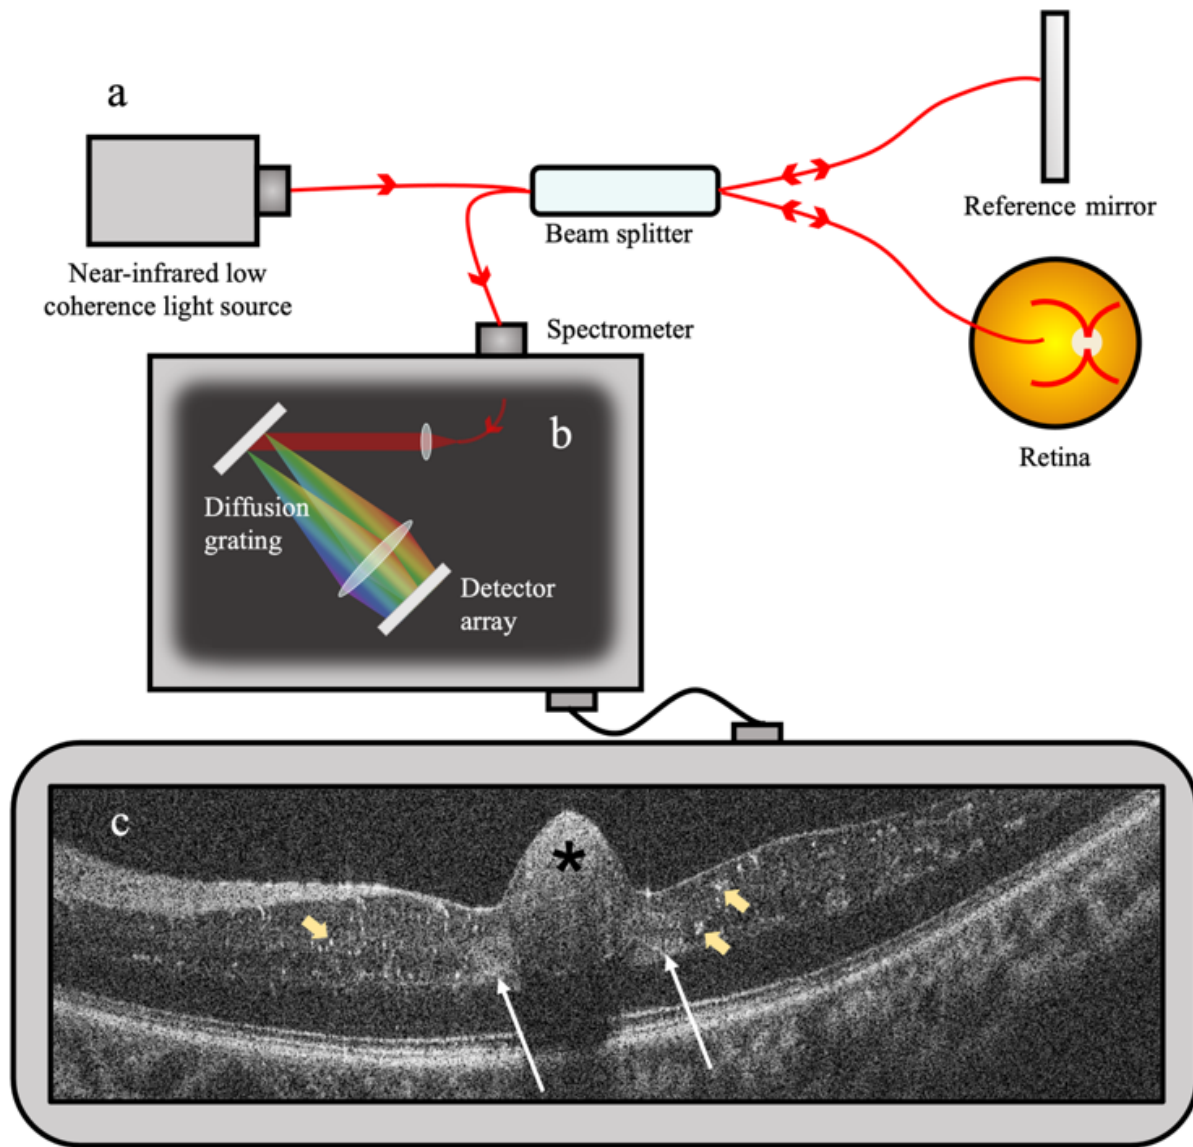 a
Near-infrared low
coherence light source
Beam splitter
Reference mirror
Retina
Spectrometer
b
Diffusion
grating
Detector
array
c
*